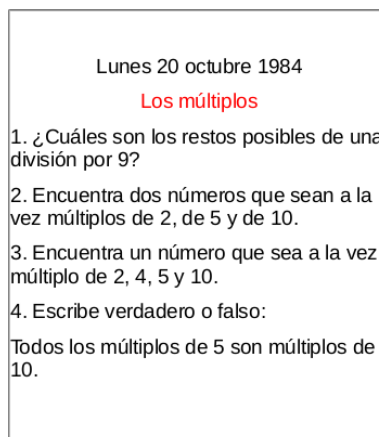 Lunes 20 octubre 1984
Los múltiplos
1. ¿Cuáles son los restos posibles de una
división por 9?
2. Encuentra dos números que sean a la
vez múltiplos de 2, de 5 y de 10.
3. Encuentra un número que sea a la vez
múltiplo de 2, 4, 5 y 10.
4. Escribe verdadero o falso:
Todos los múltiplos de 5 son múltiplos de
10.